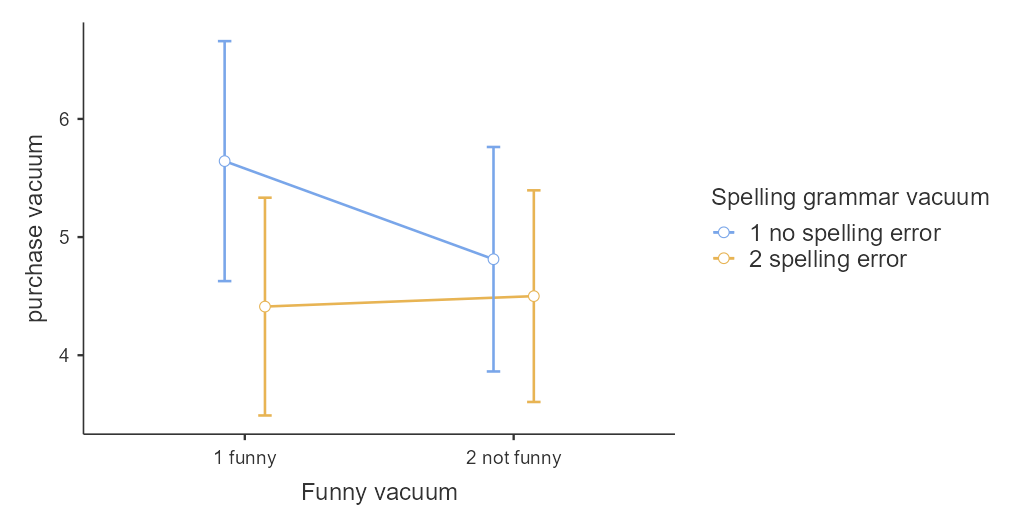 purchase vacuum
6
5
4
1 funny
2 not funny
Funny vacuum
Spelling grammar vacuum
1 no spelling error
2 spelling error